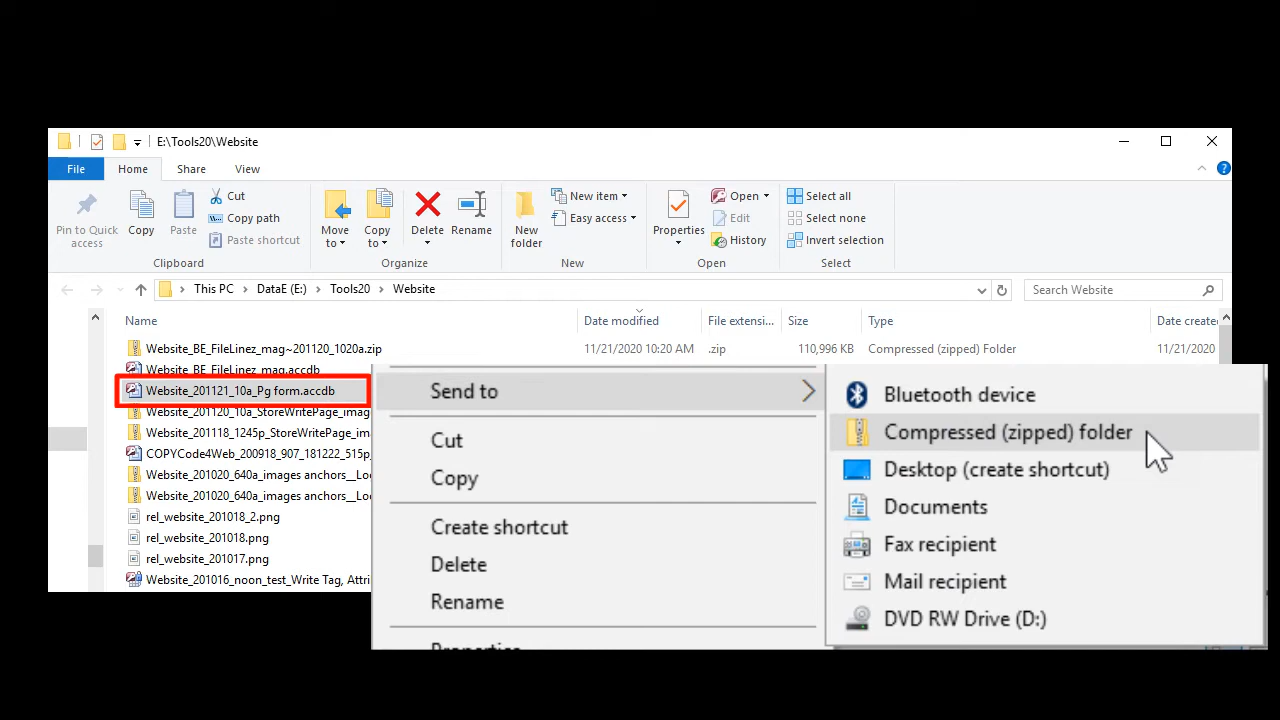 E:\Tools20\Website
File Home Share View
Pin to Quick access
Copy
Paste
Cut
Copy path
Paste shortcut
Clipboard
Move to
Copy to
Delete
Rename
Organize
New folder
New item
Easy access
New
Properties
Open
Edit
History
Open
Select all
Select none
Invert selection
Select
This PC > DataE (E:) > Tools20 > Website
Search Website
Name Date modified File extensi... Size Type Date create
Website_BE_FileLinez_mag~201120_1020a.zip 11/21/2020 10:20 AM .zip 110,996 KB Compressed (zipped) Folder 11/21/2020
Website_BE_FileLinez_mag.accdb
Website_201121_10a_Pg form.accdb
Website_201120_10a_StoreWritePage_imag
Website_201118_1245p_StoreWritePage_im
COPYCode4Web_200918_907_181222_515p
Website_201020_640a_images anchors__Lo
Website_201020_640a_images anchors__Lo
rel_website_201018_2.png
rel_website_201018.png
rel_website_201017.png
Website_201016_noon_test_Write Tag, Attri
Send to
Cut
Copy
Create shortcut
Delete
Rename
Properties
Bluetooth device
Compressed (zipped) folder
Desktop (create shortcut)
Documents
Fax recipient
Mail recipient
DVD RW Drive (D:)